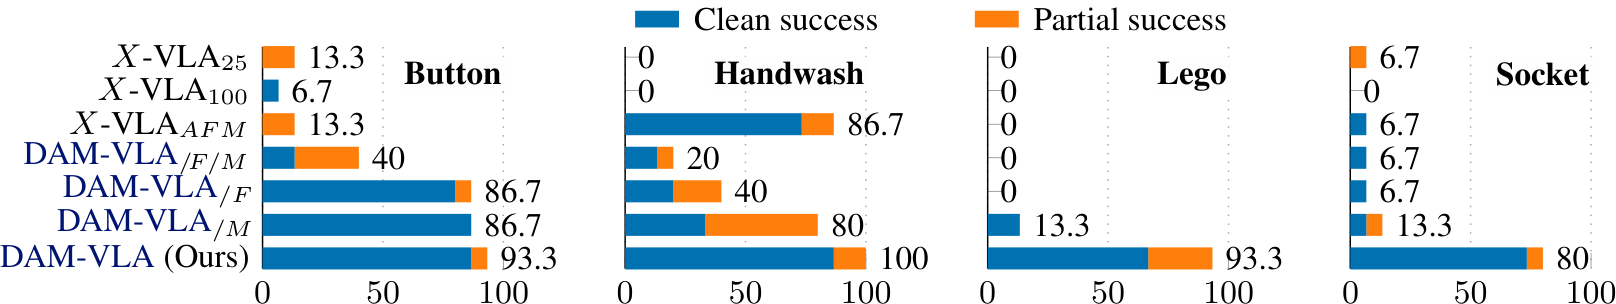 Clean success Partial success
X-VLA25 13.3 Button 0 Handwash 0 Lego 6.7 Socket
X-VLA100 6.7 0 0 0
X-VLAAFM 13.3 86.7 0 6.7
DAM-VLA/F/M 40 20 0 6.7
DAM-VLA/F 86.7 40 0 6.7
DAM-VLA/M 86.7 80 13.3 13.3
DAM-VLA (Ours) 93.3 100 93.3 80
0 50 100 0 50 100 0 50 100 0 50 100